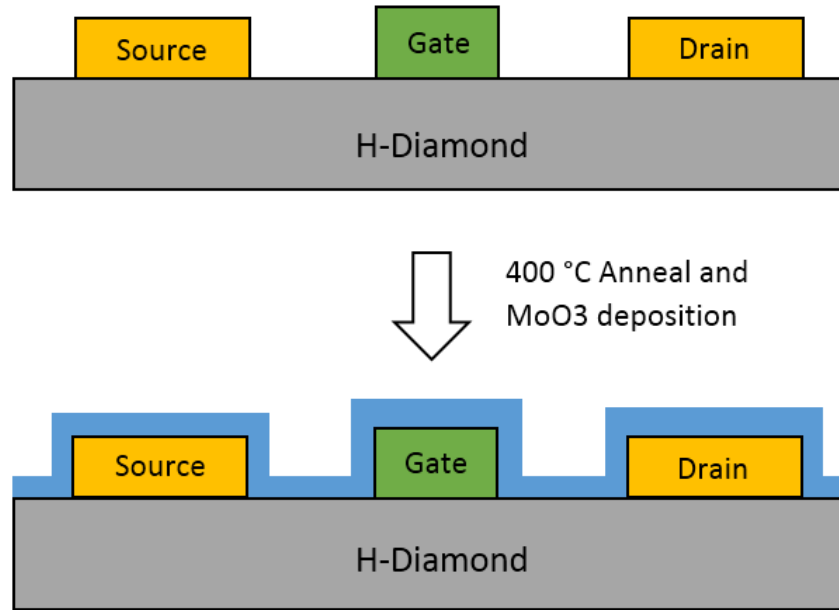 Source Gate Drain
H-Diamond
400 °C Anneal and
MoO3 deposition
Source Gate Drain
H-Diamond